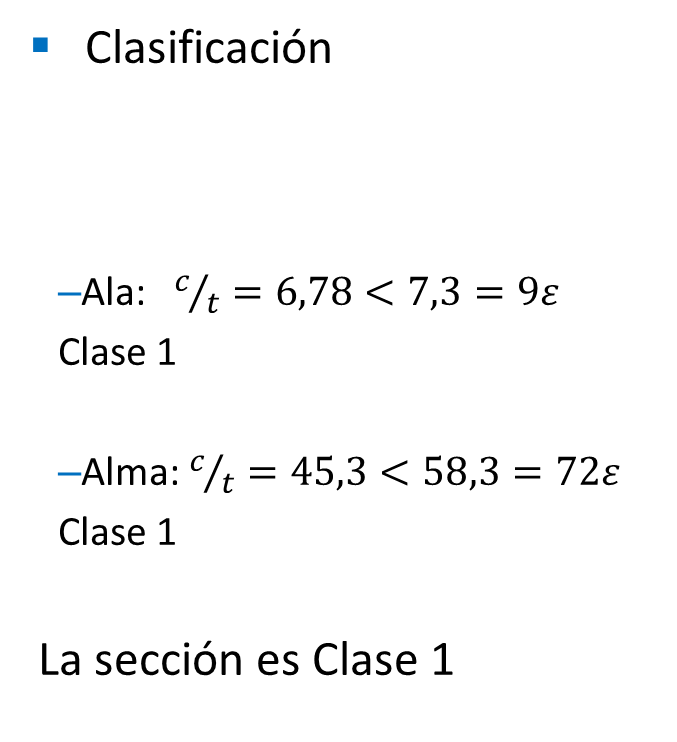 ▪ Clasificación
–Ala: c/t = 6,78 < 7,3 = 9ε
Clase 1
–Alma: c/t = 45,3 < 58,3 = 72ε
Clase 1
La sección es Clase 1